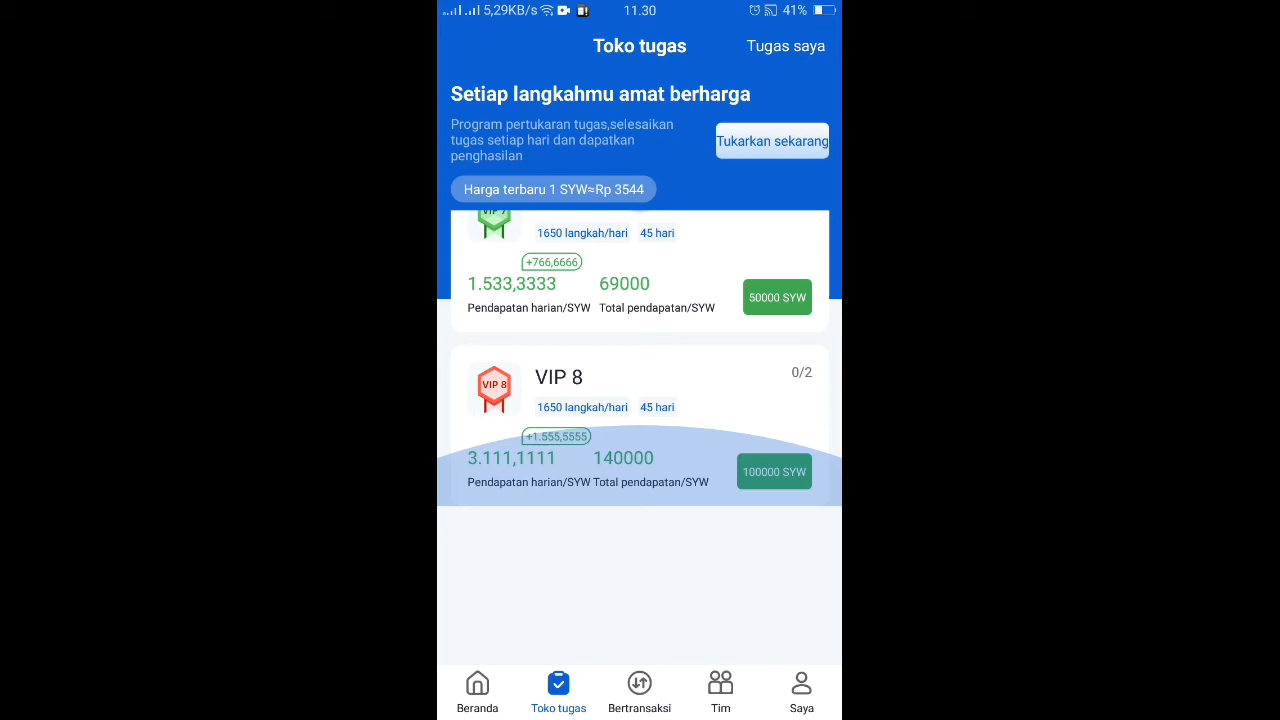 5,29KB/s
11.30
41%
Toko tugas
Tugas saya
Setiap langkahmu amat berharga
Program pertukaran tugas,selesaikan
tugas setiap hari dan dapatkan
penghasilan
Tukarkan sekarang
Harga terbaru 1 SYW≈Rp 3544
VIP 7
1650 langkah/hari
45 hari
+766,6666
1.533,3333
69000
Pendapatan harian/SYW
Total pendapatan/SYW
50000 SYW
VIP 8
VIP 8
0/2
1650 langkah/hari
45 hari
+1.555,5555
3.111,1111
140000
Pendapatan harian/SYW
Total pendapatan/SYW
100000 SYW
Beranda
Toko tugas
Bertransaksi
Tim
Saya